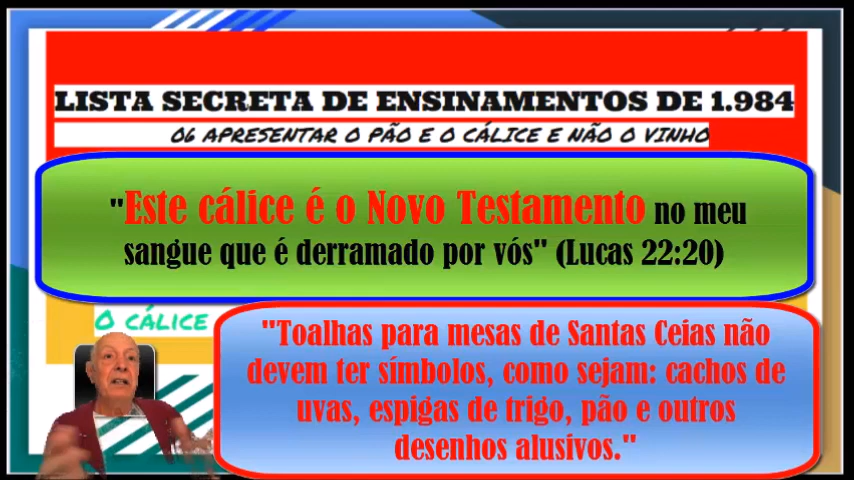 LISTA SECRETA DE ENSINAMENTOS DE 1.984
06 APRESENTAR O PÃO E O CÁLICE E NÃO O VINHO
"Este cálice é o Novo Testamento no meu
sangue que é derramado por vós" (Lucas 22:20)
O CÁLICE
"Toalhas para mesas de Santas Ceias não
devem ter símbolos, como sejam: cachos de
uvas, espigas de trigo, pão e outros
desenhos alusivos."